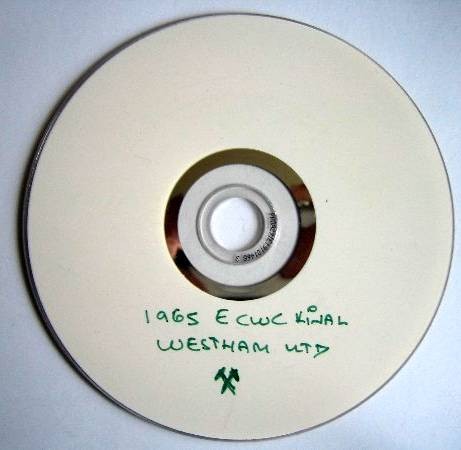 1965 ECWC FINAL
WESTHAM UTD